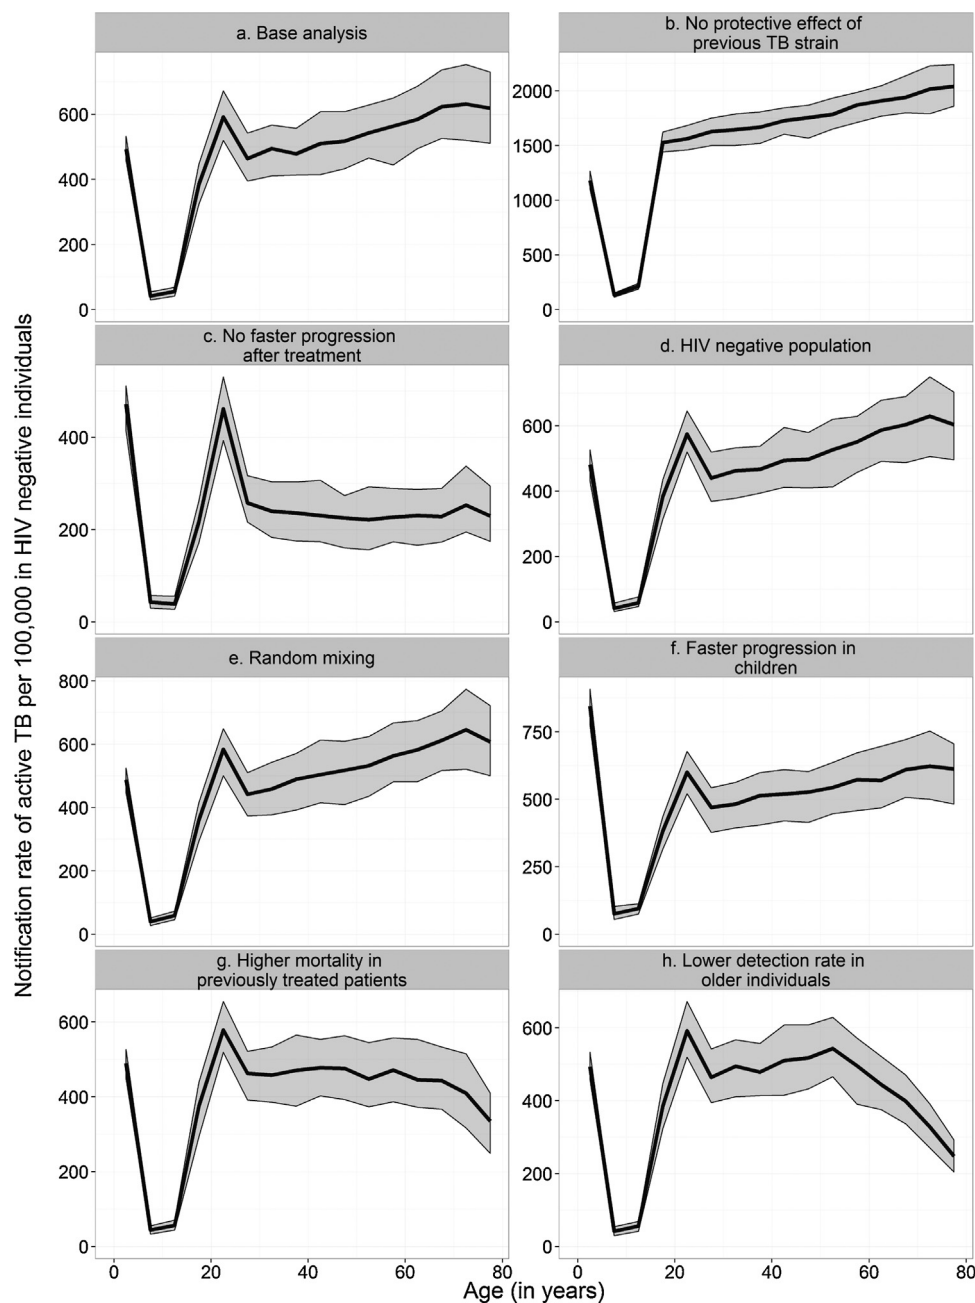 a. Base analysis
b. No protective effect of
previous TB strain
600
400
200
0
2000
1500
1000
500
0
c. No faster progression
after treatment
d. HIV negative population
400
200
0
600
400
200
0
e. Random mixing
f. Faster progression in
children
800
600
400
200
0
750
500
250
0
g. Higher mortality in
previously treated patients
h. Lower detection rate in
older individuals
600
400
200
0
600
400
200
0
0 20 40 60 80
0 20 40 60 80
Age (in years)
Notification rate of active TB per 100,000 in HIV negative individuals